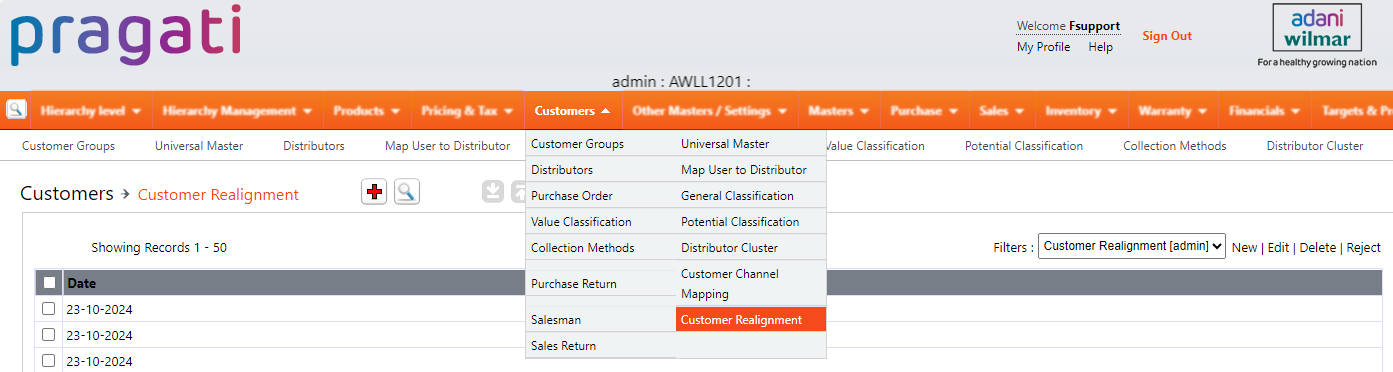 pragati
Welcome Fsupport
My Profile Help
Sign Out
adani
wilmar
For a healthy growing nation
admin : AWLL1201 :
Hierarchy level Hierarchy Management Products Pricing & Tax Customers Other Masters / Settings Masters Purchase Sales Inventory Warranty Financials Targets & Pr
Customer Groups Universal Master Distributors Map User to Distributor Value Classification Potential Classification Collection Methods Distributor Cluster
Customer Groups Universal Master
Distributors Map User to Distributor
Purchase Order General Classification
Value Classification Potential Classification
Collection Methods Distributor Cluster
Purchase Return Customer Channel
Mapping
Salesman Customer Realignment
Sales Return
Customers → Customer Realignment
Showing Records 1 - 50
Filters : Customer Realignment [admin] New | Edit | Delete | Reject
Date
23-10-2024
23-10-2024
23-10-2024